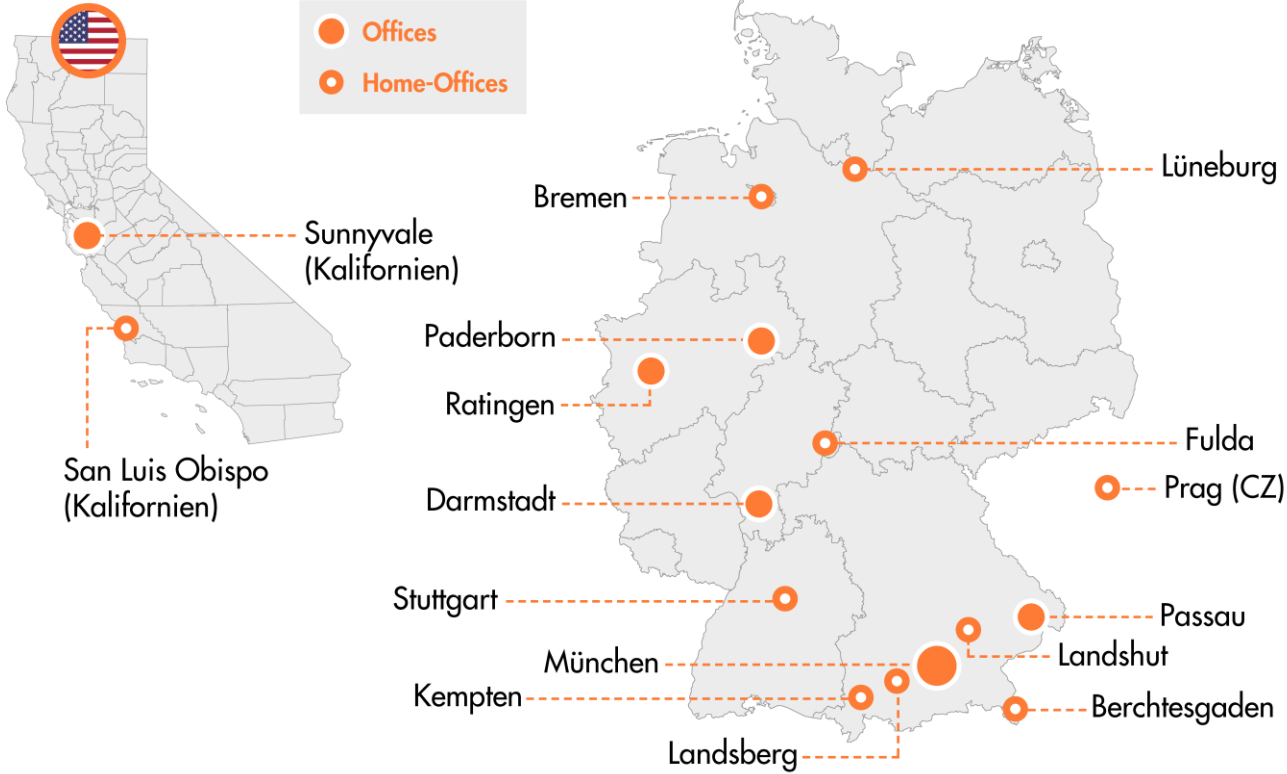 Offices
Home-Offices
Lüneburg
Bremen
Sunnyvale
(Kalifornien)
Paderborn
Ratingen
Fulda
San Luis Obispo
(Kalifornien)
Darmstadt
Prag (CZ)
Stuttgart
Passau
München
Landshut
Kempten
Berchtesgaden
Landsberg